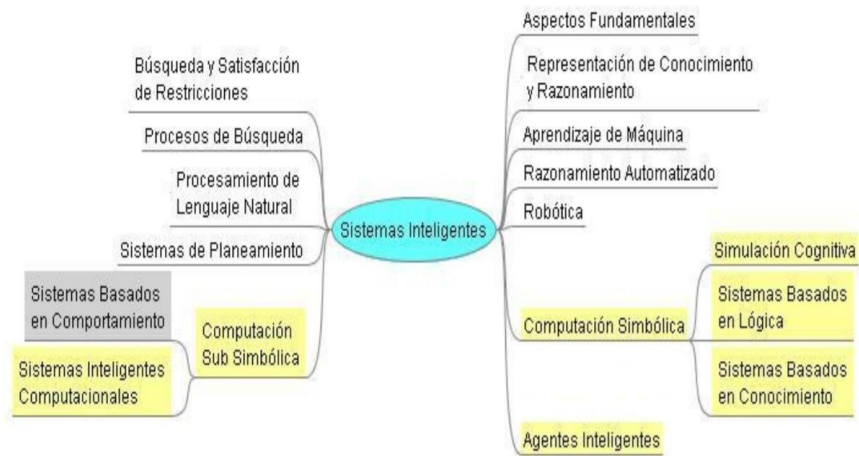 Búsqueda y Satisfacción
de Restricciones
Procesos de Búsqueda
Procesamiento de
Lenguaje Natural
Sistemas de Planeamiento
Sistemas Basados
en Comportamiento
Computación
Sub Simbólica
Sistemas Inteligentes
Computacionales
Sistemas Inteligentes
Aspectos Fundamentales
Representación de Conocimiento
y Razonamiento
Aprendizaje de Máquina
Razonamiento Automatizado
Robótica
Computación Simbólica
Simulación Cognitiva
Sistemas Basados
en Lógica
Sistemas Basados
en Conocimiento
Agentes Inteligentes